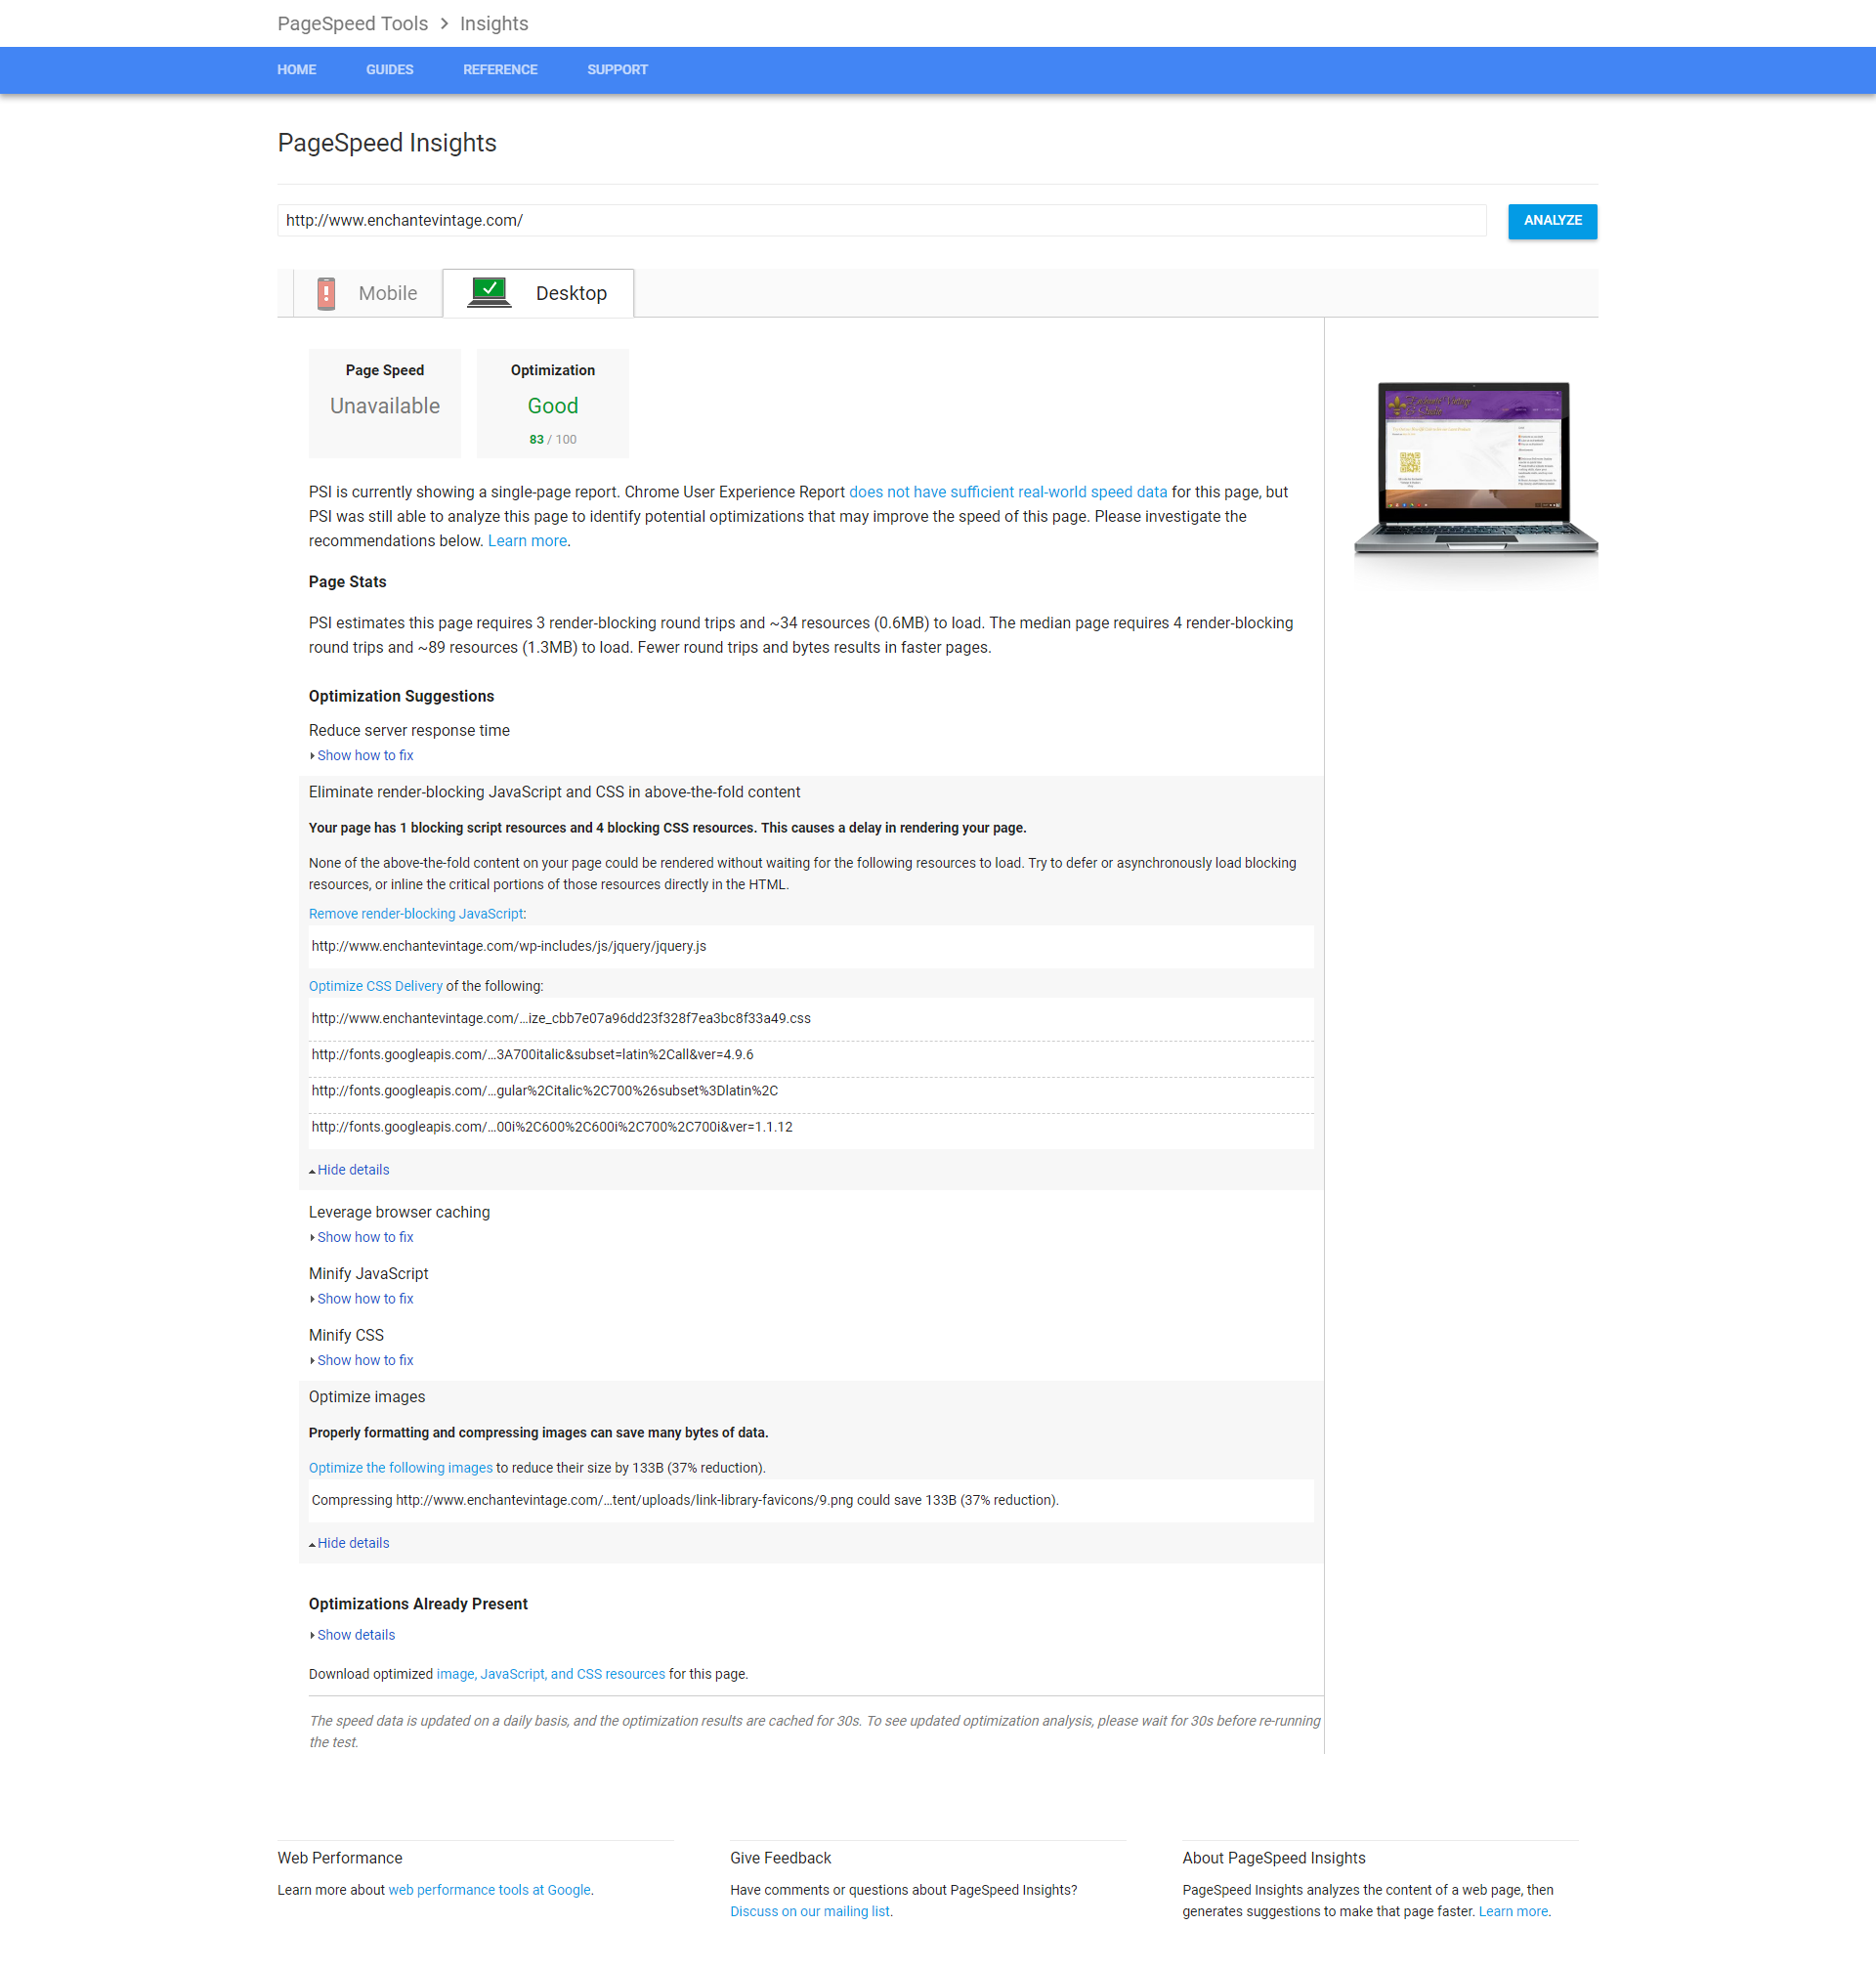 PageSpeed Tools > Insights
HOME GUIDES REFERENCE SUPPORT
PageSpeed Insights
http://www.enchantevintage.com/
ANALYZE
Mobile
Desktop
Page Speed
Unavailable
Optimization
Good
83 / 100
PSI is currently showing a single-page report. Chrome User Experience Report does not have sufficient real-world speed data for this page, but
PSI was still able to analyze this page to identify potential optimizations that may improve the speed of this page. Please investigate the
recommendations below. Learn more.
Page Stats
PSI estimates this page requires 3 render-blocking round trips and ~34 resources (0.6MB) to load. The median page requires 4 render-blocking
round trips and ~89 resources (1.3MB) to load. Fewer round trips and bytes results in faster pages.
Optimization Suggestions
Reduce server response time
Show how to fix
Eliminate render-blocking JavaScript and CSS in above-the-fold content
Your page has 1 blocking script resources and 4 blocking CSS resources. This causes a delay in rendering your page.
None of the above-the-fold content on your page could be rendered without waiting for the following resources to load. Try to defer or asynchronously load blocking
resources, or inline the critical portions of those resources directly in the HTML.
Remove render-blocking JavaScript:
http://www.enchantevintage.com/wp-includes/js/jquery/jquery.js
Optimize CSS Delivery of the following:
http://www.enchantevintage.com/…ize_cbb7e07a96dd23f328f7ea3bc8f33a49.css
http://fonts.googleapis.com/…3A700italic&subset=latin%2Call&ver=4.9.6
http://fonts.googleapis.com/…gular%2Citalic%2C700%26subset%3Dlatin%2C
http://fonts.googleapis.com/…00i%2C600%2C600i%2C700%2C700i&ver=1.1.12
Hide details
Leverage browser caching
Show how to fix
Minify JavaScript
Show how to fix
Minify CSS
Show how to fix
Optimize images
Properly formatting and compressing images can save many bytes of data.
Optimize the following images to reduce their size by 133B (37% reduction).
Compressing http://www.enchantevintage.com/…tent/uploads/link-library-favicons/9.png could save 133B (37% reduction).
Hide details
Optimizations Already Present
Show details
Download optimized image, JavaScript, and CSS resources for this page.
The speed data is updated on a daily basis, and the optimization results are cached for 30s. To see updated optimization analysis, please wait for 30s before re-running
the test.
Web Performance
Learn more about web performance tools at Google.
Give Feedback
Have comments or questions about PageSpeed Insights?
Discuss on our mailing list.
About PageSpeed Insights
PageSpeed Insights analyzes the content of a web page, then
generates suggestions to make that page faster. Learn more.